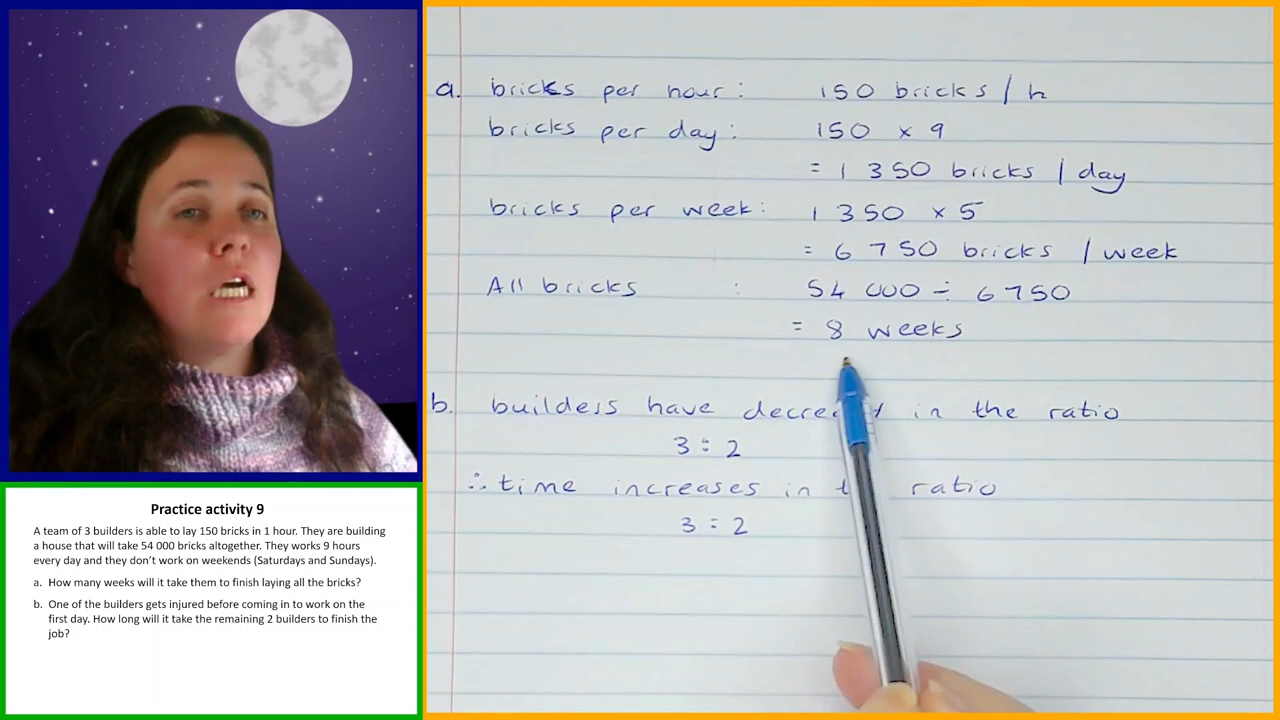 a. bricks per hour : 150 bricks / h
bricks per day : 150 × 9
= 1 350 bricks / day
bricks per week : 1 350 × 5
= 6 750 bricks / week
All bricks : 54 000 ÷ 6 750
= 8 weeks
b. builders have in the ratio
3 : 2
∴ time increases in ratio
3 : 2
Practice activity 9
A team of 3 builders is able to lay 150 bricks in 1 hour. They are building
a house that will take 54 000 bricks altogether. They works 9 hours
every day and they don't work on weekends (Saturdays and Sundays).
a. How many weeks will it take them to finish laying all the bricks?
b. One of the builders gets injured before coming in to work on the
first day. How long will it take the remaining 2 builders to finish the
job?